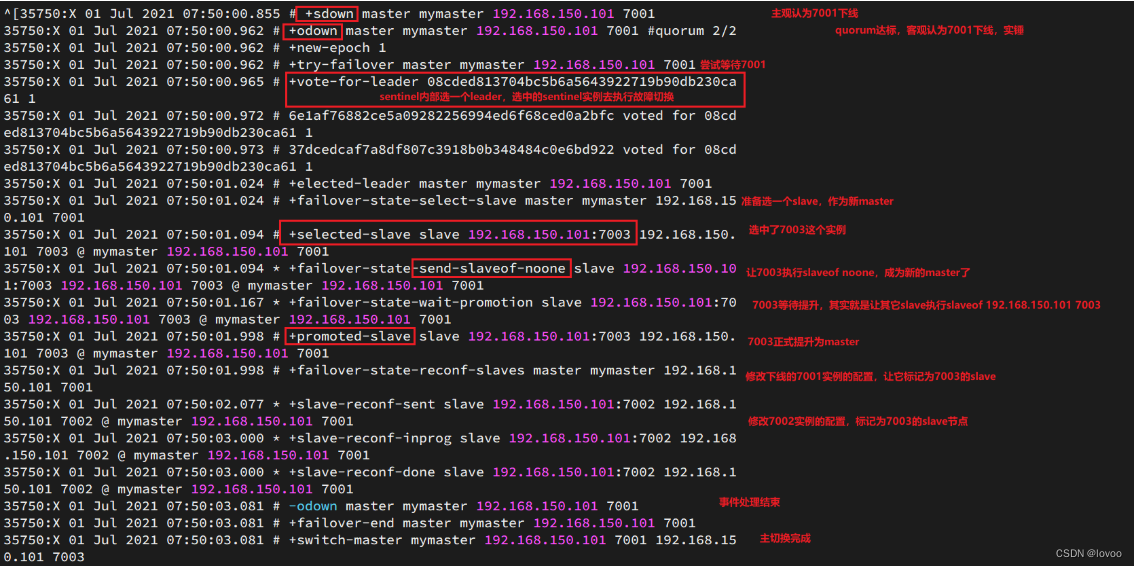 ^[35750:X 01 Jul 2021 07:50:00.855 # +sdown master mymaster 192.168.150.101 7001 主观认为7001下线
35750:X 01 Jul 2021 07:50:00.962 # +odown master mymaster 192.168.150.101 7001 #quorum 2/2 quorum达标，客观认为7001下线，实锤
35750:X 01 Jul 2021 07:50:00.962 # +new-epoch 1
35750:X 01 Jul 2021 07:50:00.962 # +try-failover master mymaster 192.168.150.101 7001 尝试等待7001
35750:X 01 Jul 2021 07:50:00.965 # +vote-for-leader 08cded813704bc5b6a5643922719b90db230ca
61 1 sentinel内部选一个leader，选中的sentinel实例去执行故障切换
35750:X 01 Jul 2021 07:50:00.972 # 6e1af76882ce5a09282256994ed6f68ced0a2bfc voted for 08cd
ed813704bc5b6a5643922719b90db230ca61 1
35750:X 01 Jul 2021 07:50:00.973 # 37dcedcaf7a8df807c3918b0b348484c0e6bd922 voted for 08cd
ed813704bc5b6a5643922719b90db230ca61 1
35750:X 01 Jul 2021 07:50:01.024 # +elected-leader master mymaster 192.168.150.101 7001
35750:X 01 Jul 2021 07:50:01.024 # +failover-state-select-slave master mymaster 192.168.15 准备选一个slave，作为新master
0.101 7001
35750:X 01 Jul 2021 07:50:01.094 # +selected-slave slave 192.168.150.101:7003 192.168.150. 选中了7003这个实例
101 7003 @ mymaster 192.168.150.101 7001
35750:X 01 Jul 2021 07:50:01.094 * +failover-state-send-slaveof-noone slave 192.168.150.10 让7003执行slaveof noone，成为新的master了
1:7003 192.168.150.101 7003 @ mymaster 192.168.150.101 7001
35750:X 01 Jul 2021 07:50:01.167 * +failover-state-wait-promotion slave 192.168.150.101:70 7003等待提升，其实就是让其它slave执行slaveof 192.168.150.101 7003
03 192.168.150.101 7003 @ mymaster 192.168.150.101 7001
35750:X 01 Jul 2021 07:50:01.998 # +promoted-slave slave 192.168.150.101:7003 192.168.150. 7003正式提升为master
101 7003 @ mymaster 192.168.150.101 7001
35750:X 01 Jul 2021 07:50:01.998 # +failover-state-reconf-slaves master mymaster 192.168.1 修改下线的7001实例的配置，让它标记为7003的slave
50.101 7001
35750:X 01 Jul 2021 07:50:02.077 * +slave-reconf-sent slave 192.168.150.101:7002 192.168.1
50.101 7002 @ mymaster 192.168.150.101 7001 修改7002实例的配置，标记为7003的slave节点
35750:X 01 Jul 2021 07:50:03.000 * +slave-reconf-inprog slave 192.168.150.101:7002 192.168
.150.101 7002 @ mymaster 192.168.150.101 7001
35750:X 01 Jul 2021 07:50:03.000 * +slave-reconf-done slave 192.168.150.101:7002 192.168.1
50.101 7002 @ mymaster 192.168.150.101 7001
35750:X 01 Jul 2021 07:50:03.081 # -odown master mymaster 192.168.150.101 7001 事件处理结束
35750:X 01 Jul 2021 07:50:03.081 # +failover-end master mymaster 192.168.150.101 7001
35750:X 01 Jul 2021 07:50:03.081 # +switch-master mymaster 192.168.150.101 7001 192.168.15 主切换完成
0.101 7003
CSDN @lovoo